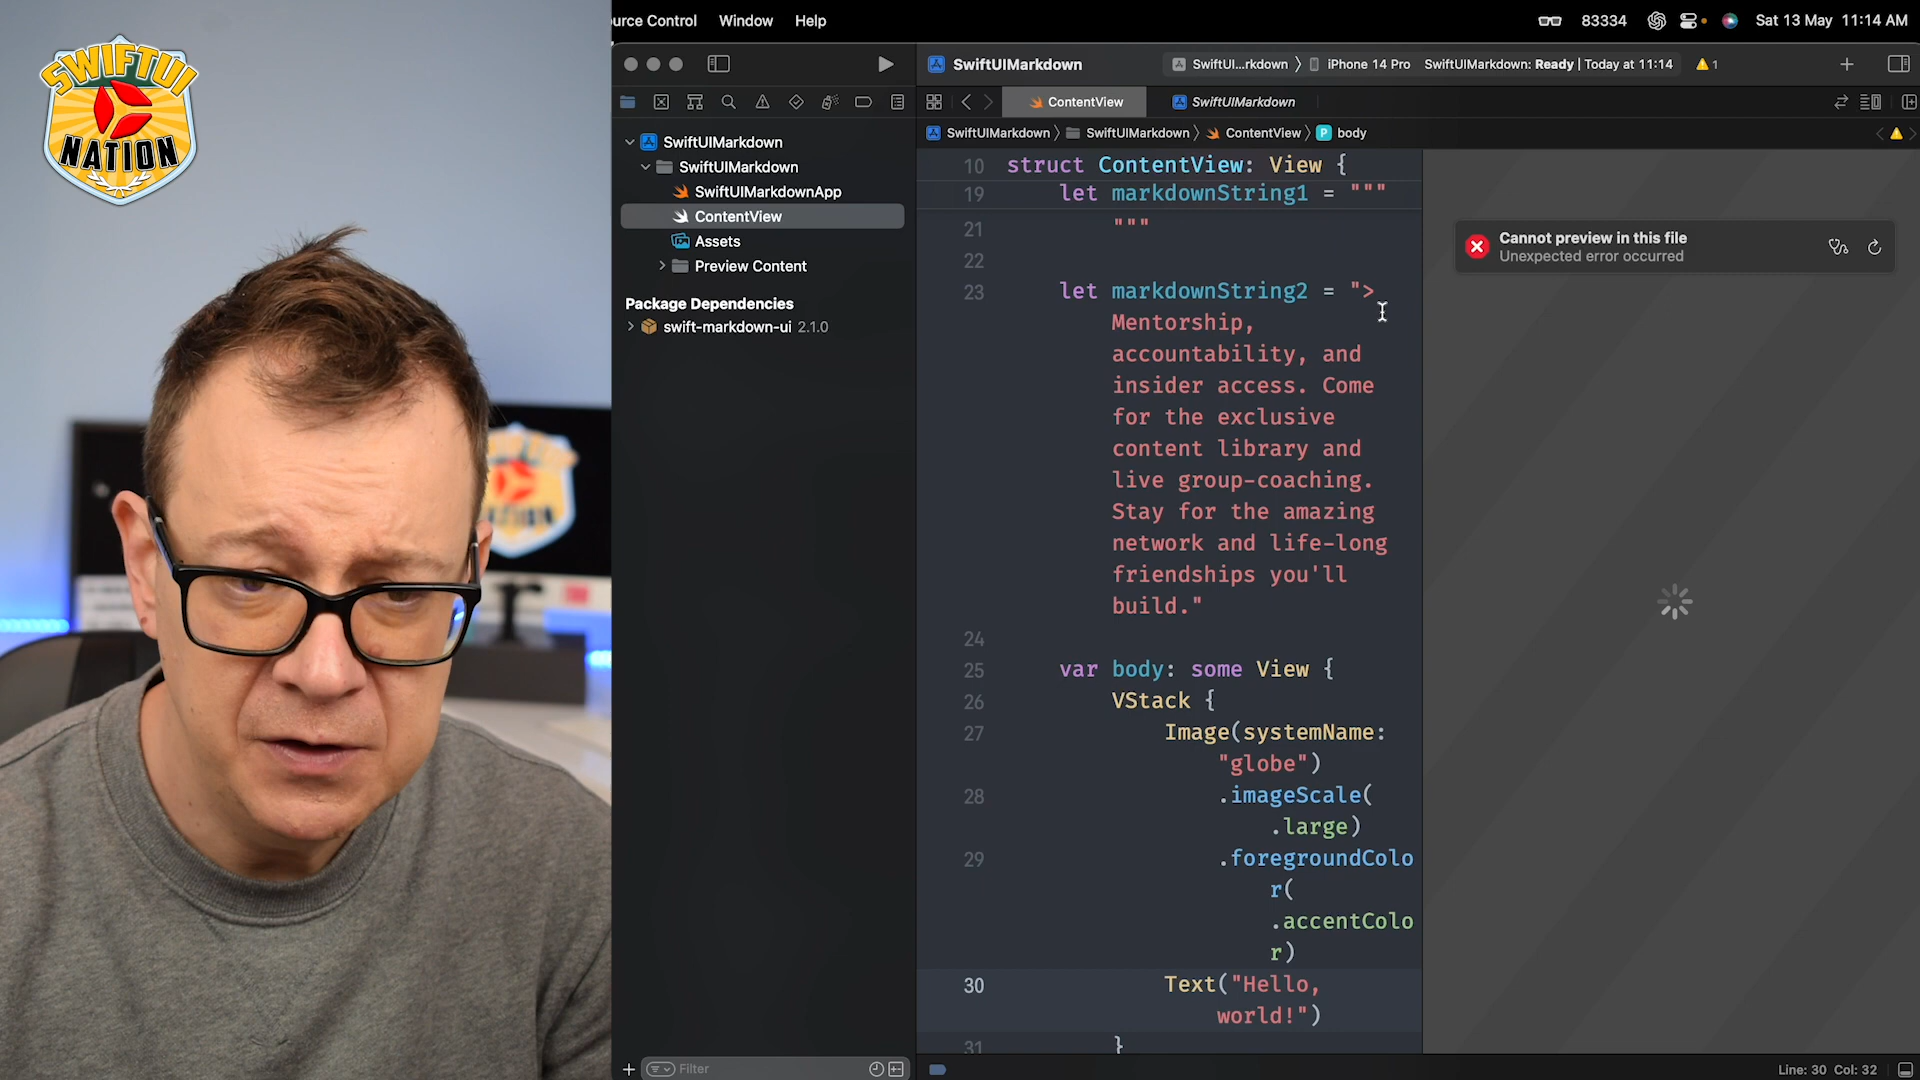 SWIFTUI
NATION
urce Control Window Help
83334 Sat 13 May 11:14 AM
SwiftUIMarkdown
SwiftUI...rkdown iPhone 14 Pro SwiftUIMarkdown: Ready | Today at 11:14 1
ContentView SwiftUIMarkdown
SwiftUIMarkdown SwiftUIMarkdown ContentView P body
SwiftUIMarkdown
SwiftUIMarkdown
SwiftUIMarkdownApp
ContentView
Assets
Preview Content
Package Dependencies
swift-markdown-ui 2.1.0
Filter
10 struct ContentView: View {
19 let markdownString1 = """
21 """
22
23 let markdownString2 = ">
Mentorship,
accountability, and
insider access. Come
for the exclusive
content library and
live group-coaching.
Stay for the amazing
network and life-long
friendships you'll
build."
24
25 var body: some View {
26 VStack {
27 Image(systemName:
"globe")
28 .imageScale(
.large)
29 .foregroundColo
r(
.accentColo
r)
30 Text("Hello,
world!")
31 }
Cannot preview in this file
Unexpected error occurred
Line: 30 Col: 32